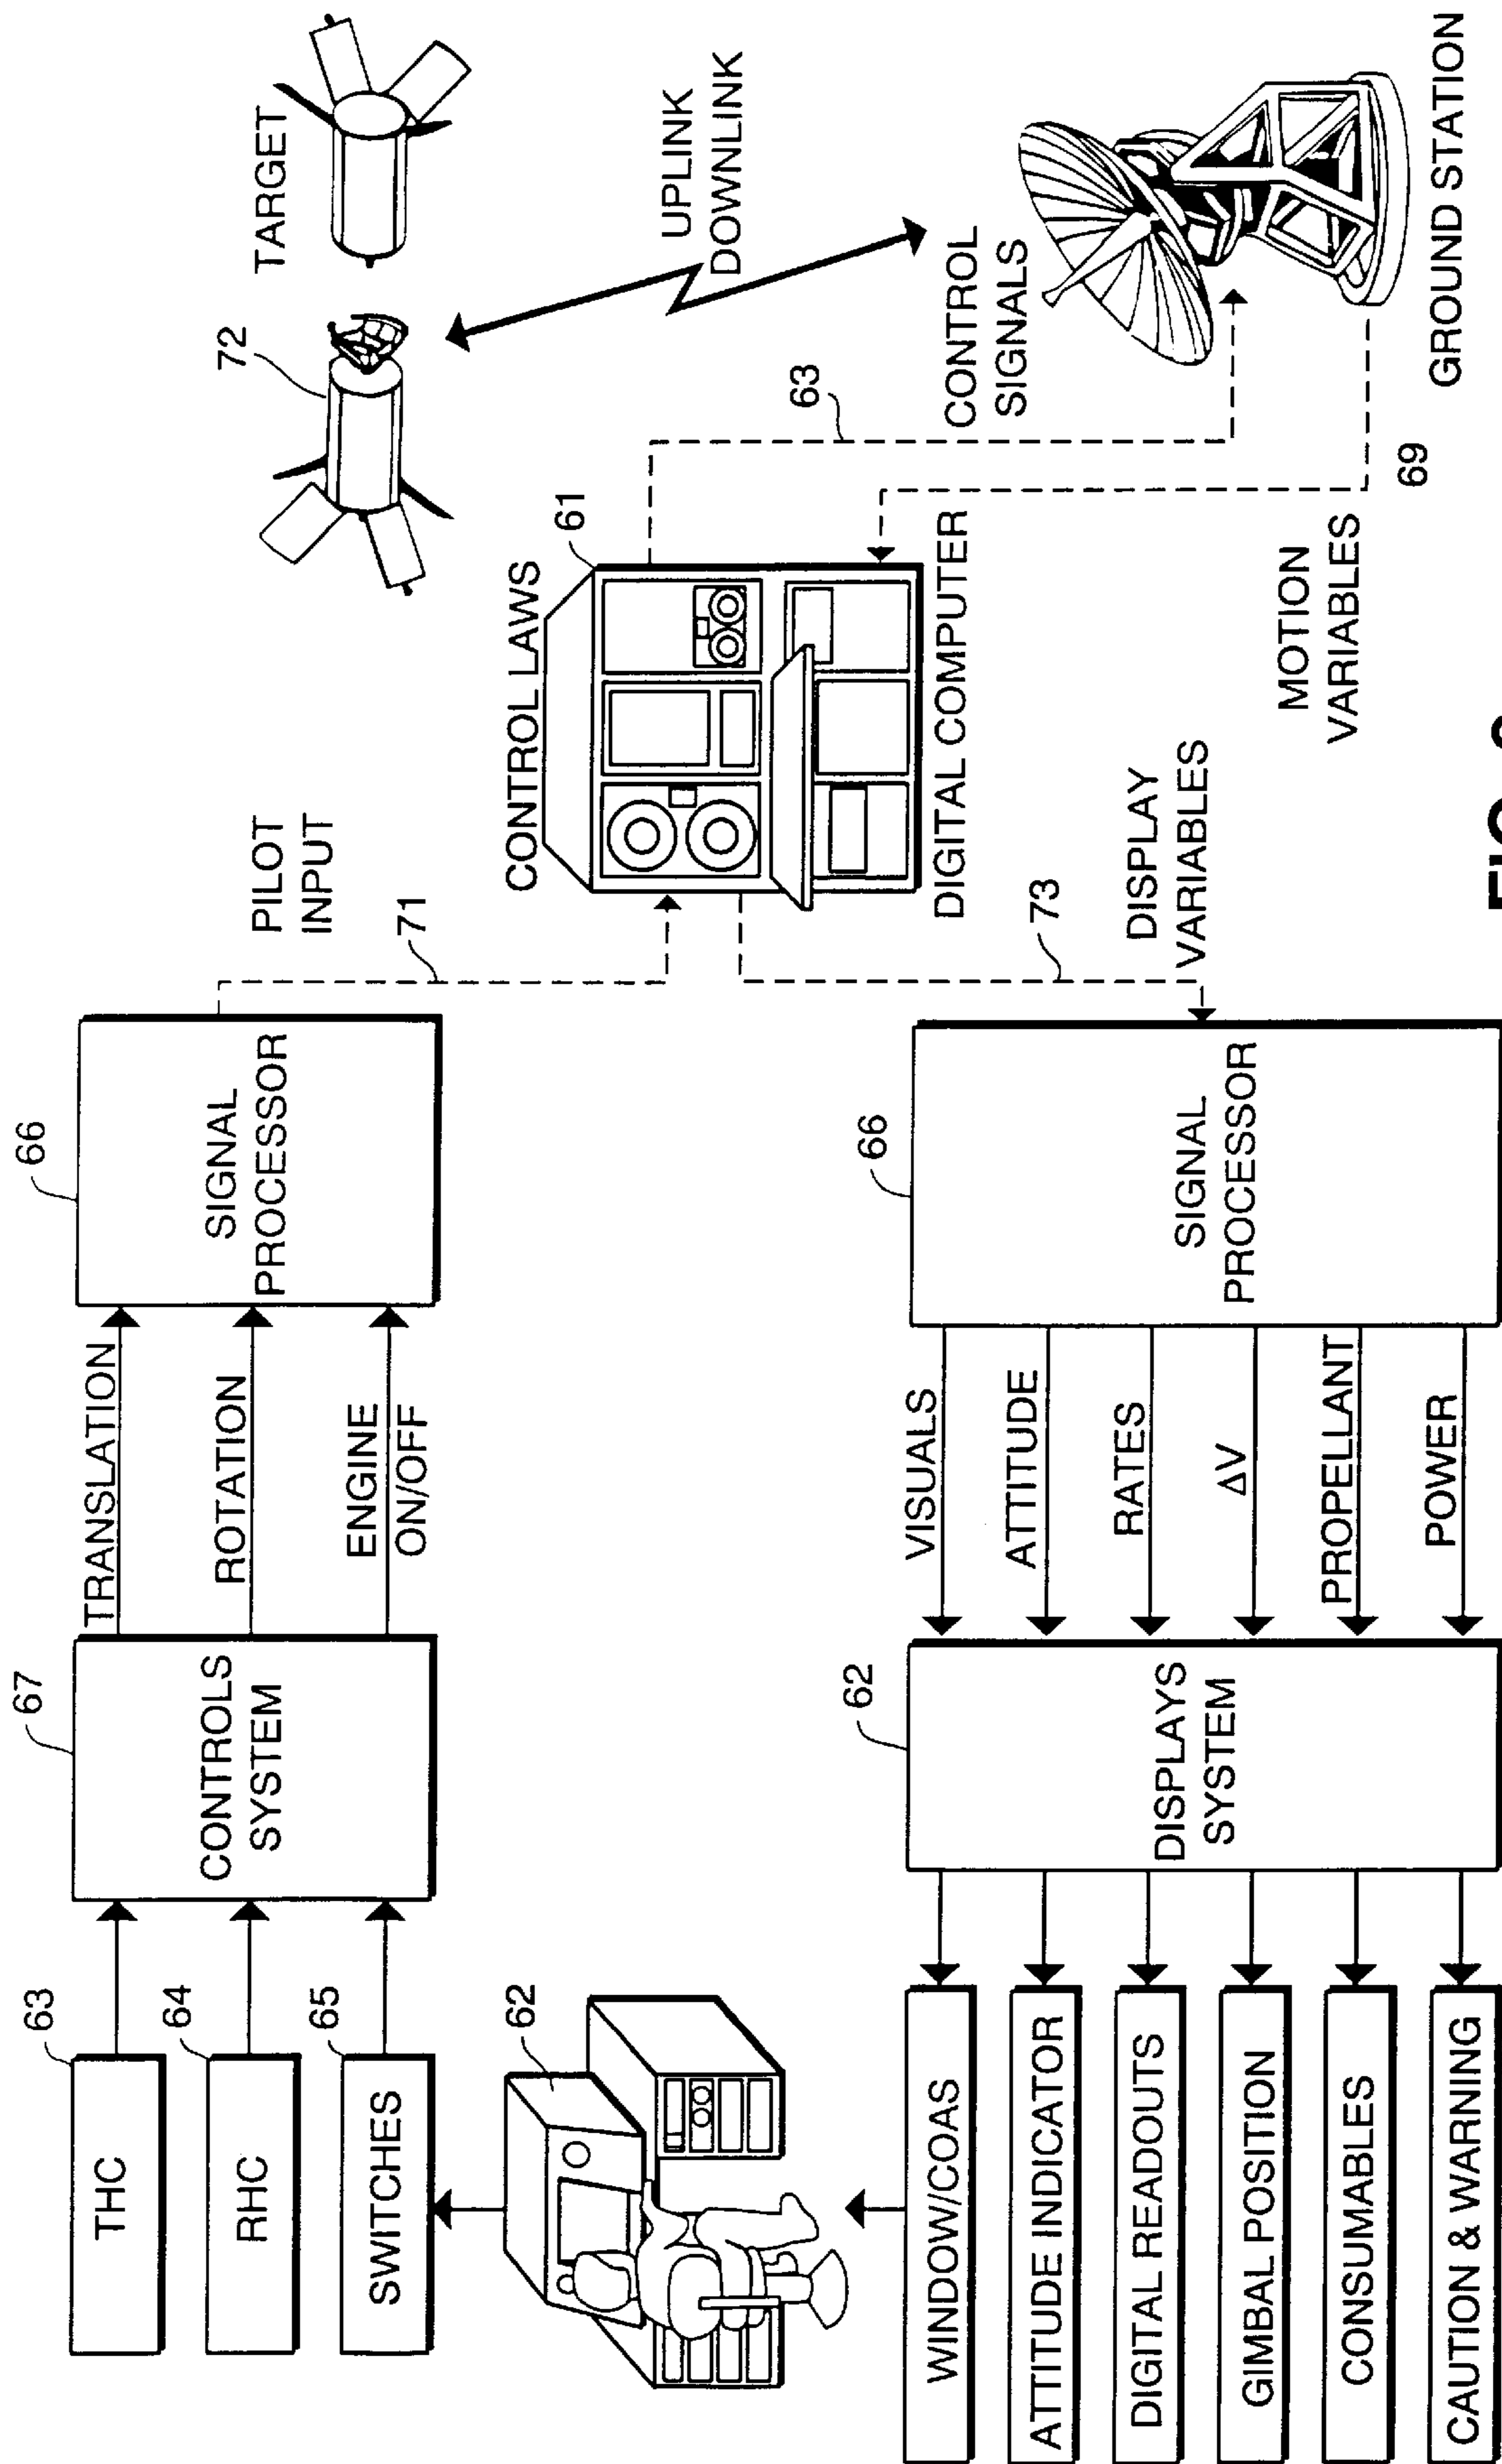 63
THC
64
RHC
65
SWITCHES
67
CONTROLS
SYSTEM
TRANSLATION
ROTATION
ENGINE
ON/OFF
66
SIGNAL
PROCESSOR
PILOT
INPUT
71
72
TARGET
62
CONTROL LAWS
61
DIGITAL COMPUTER
UPLINK
DOWNLINK
63
CONTROL
SIGNALS
WINDOW/COAS
ATTITUDE INDICATOR
DIGITAL READOUTS
GIMBAL POSITION
CONSUMABLES
CAUTION & WARNING
62
DISPLAYS
SYSTEM
VISUALS
ATTITUDE
RATES
ΔV
PROPELLANT
POWER
66
SIGNAL
PROCESSOR
73
DISPLAY
VARIABLES
MOTION
VARIABLES
69
GROUND STATION